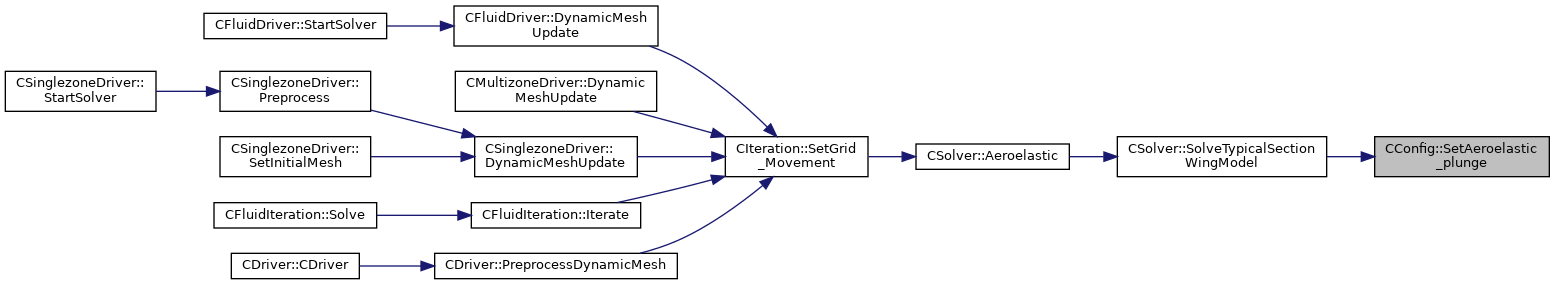 CFluidDriver::StartSolver
CFluidDriver::DynamicMesh
Update
CSinglezoneDriver::
StartSolver
CSinglezoneDriver::
Preprocess
CMultizoneDriver::Dynamic
MeshUpdate
CSinglezoneDriver::
SetInitialMesh
CSinglezoneDriver::
DynamicMeshUpdate
CIteration::SetGrid
_Movement
CSolver::Aeroelastic
CSolver::SolveTypicalSection
WingModel
CConfig::SetAeroelastic
_plunge
CFluidIteration::Solve
CFluidIteration::Iterate
CDriver::CDriver
CDriver::PreprocessDynamicMesh